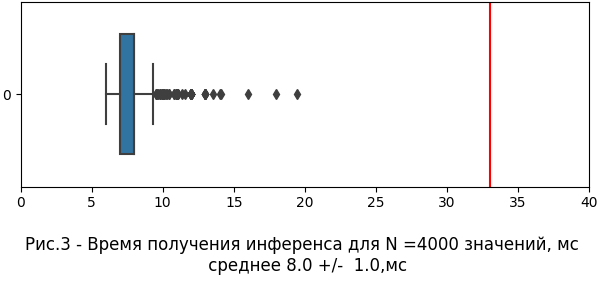 0
0 5 10 15 20 25 30 35 40
Рис.3 - Время получения инференса для N =4000 значений, мс
среднее 8.0 +/-  1.0,мс